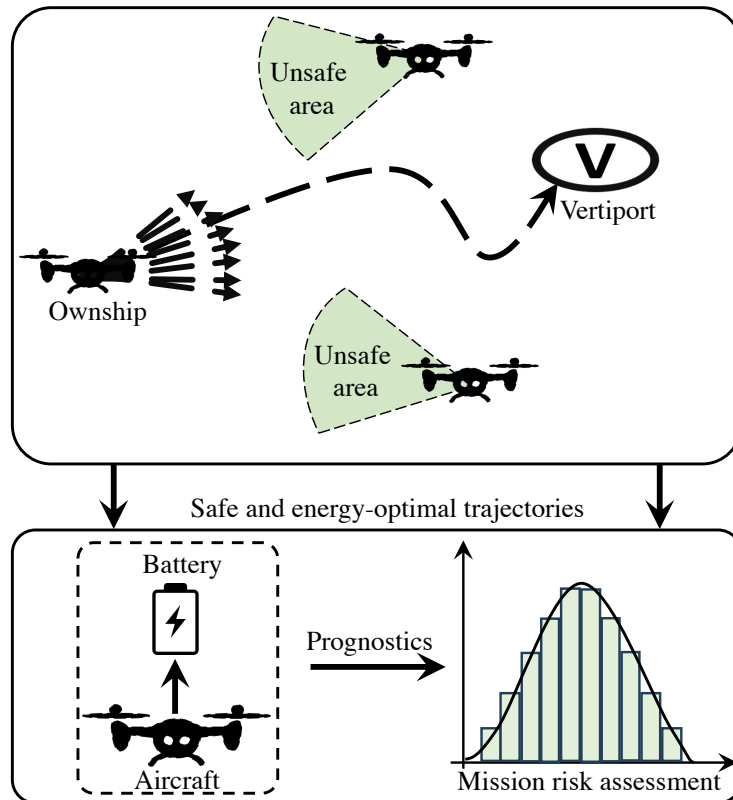 Unsafe
area
V
Vertiport
Ownship
Unsafe
area
Safe and energy-optimal trajectories
Battery
Prognostics
Aircraft
Mission risk assessment